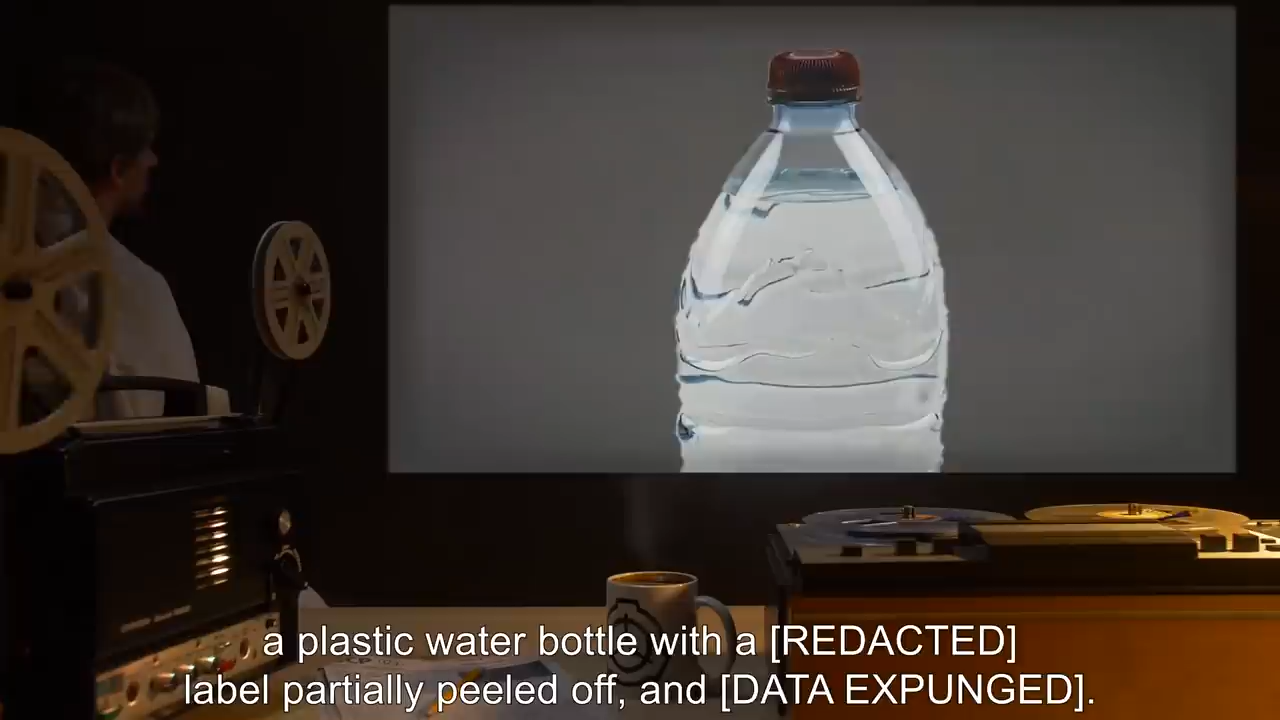 a plastic water bottle with a [REDACTED]
label partially peeled off, and [DATA EXPUNGED].